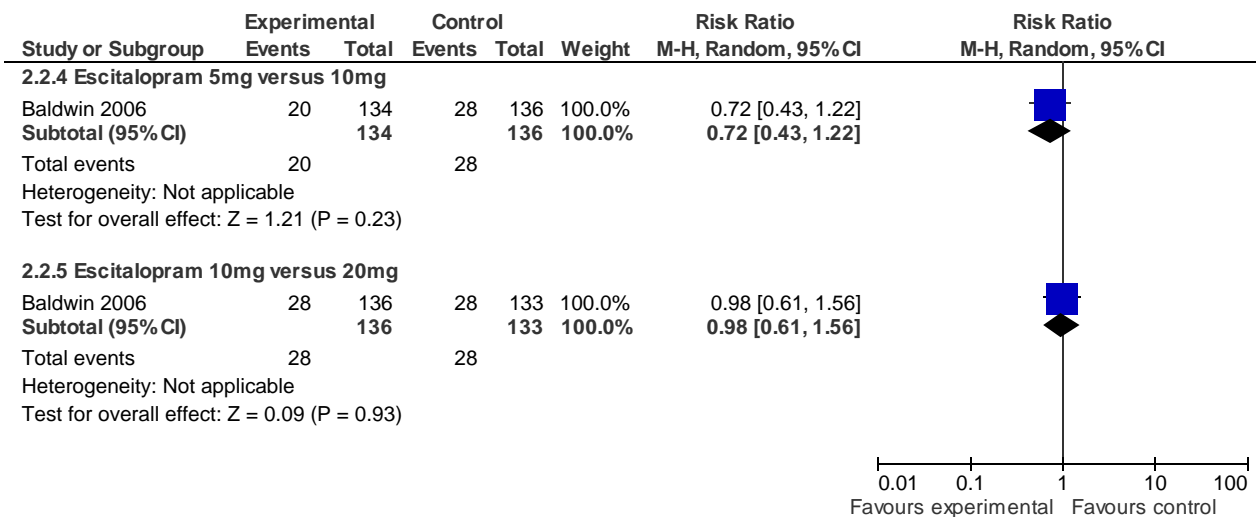 Experimental Control Risk Ratio Risk Ratio
Study or Subgroup Events Total Events Total Weight M-H, Random, 95% CI M-H, Random, 95% CI
2.2.4 Escitalopram 5mg versus 10mg
Baldwin 2006 20 134 28 136 100.0% 0.72 [0.43, 1.22]
Subtotal (95% CI) 134 136 100.0% 0.72 [0.43, 1.22]
Total events 20 28
Heterogeneity: Not applicable
Test for overall effect: Z = 1.21 (P = 0.23)
2.2.5 Escitalopram 10mg versus 20mg
Baldwin 2006 28 136 28 133 100.0% 0.98 [0.61, 1.56]
Subtotal (95% CI) 136 133 100.0% 0.98 [0.61, 1.56]
Total events 28 28
Heterogeneity: Not applicable
Test for overall effect: Z = 0.09 (P = 0.93)
0.01 0.1 1 10 100
Favours experimental Favours control